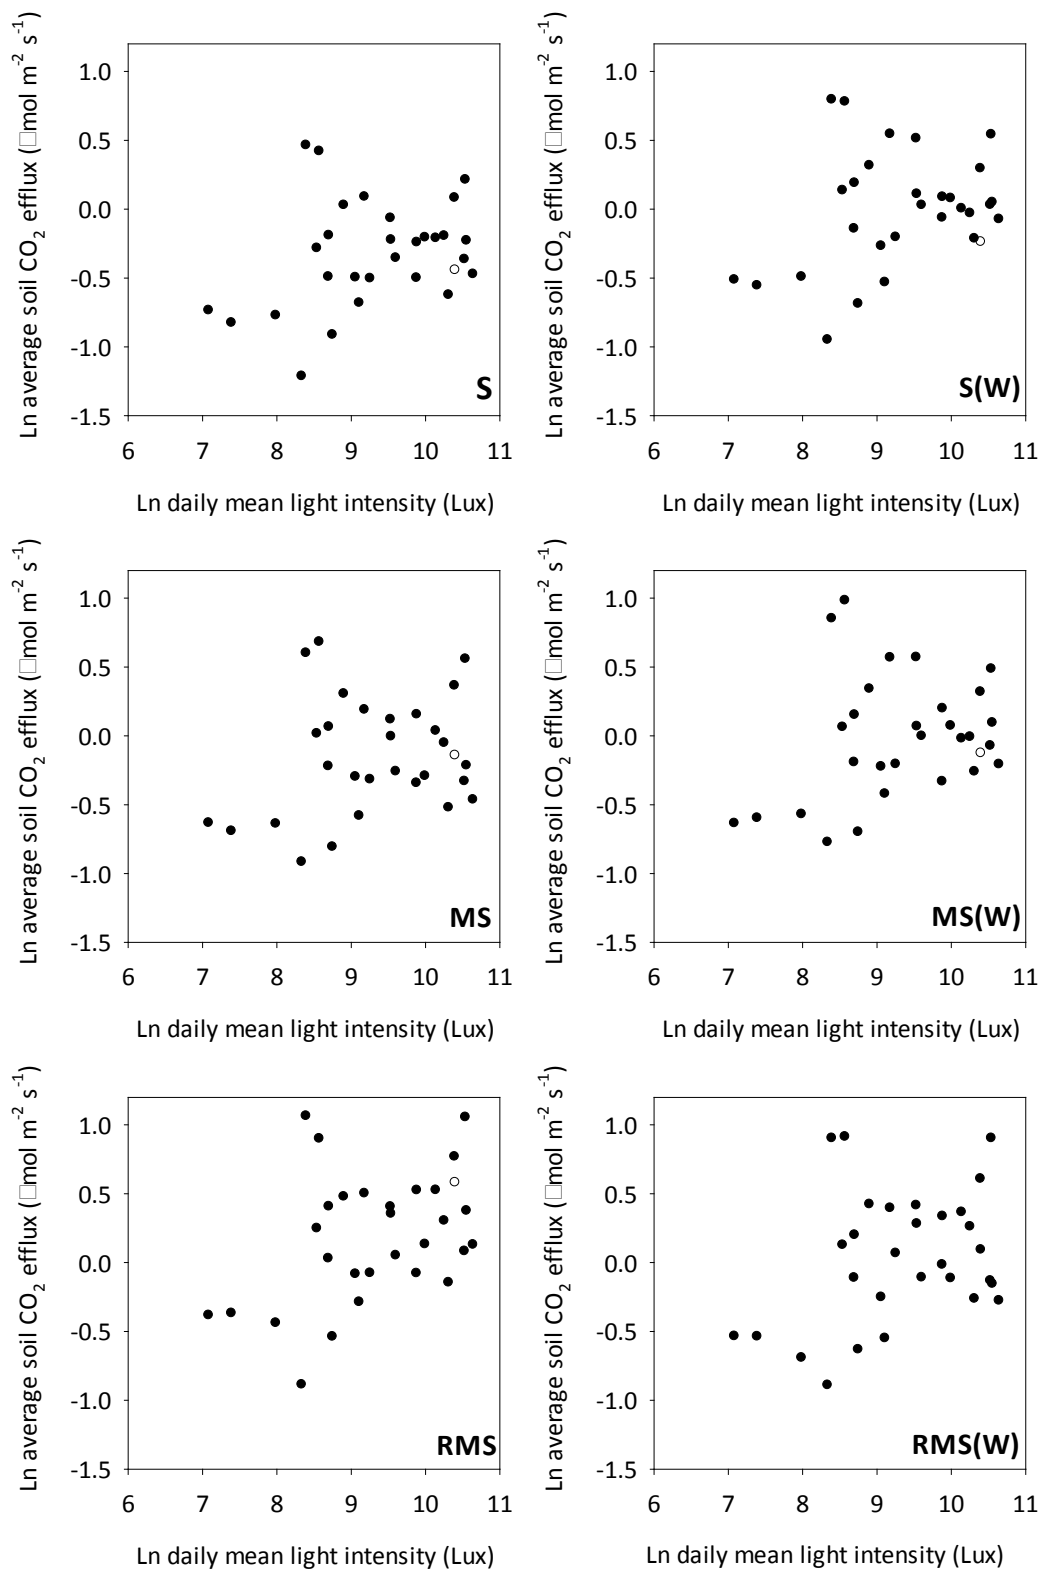 Ln average soil CO2 efflux (□mol m-2 s-1)
1.0
0.5
0.0
-0.5
-1.0
-1.5
S
6 7 8 9 10 11
Ln daily mean light intensity (Lux)
Ln average soil CO2 efflux (□mol m-2 s-1)
1.0
0.5
0.0
-0.5
-1.0
-1.5
S(W)
6 7 8 9 10 11
Ln daily mean light intensity (Lux)
Ln average soil CO2 efflux (□mol m-2 s-1)
1.0
0.5
0.0
-0.5
-1.0
-1.5
MS
6 7 8 9 10 11
Ln daily mean light intensity (Lux)
Ln average soil CO2 efflux (□mol m-2 s-1)
1.0
0.5
0.0
-0.5
-1.0
-1.5
MS(W)
6 7 8 9 10 11
Ln daily mean light intensity (Lux)
Ln average soil CO2 efflux (□mol m-2 s-1)
1.0
0.5
0.0
-0.5
-1.0
-1.5
RMS
6 7 8 9 10 11
Ln daily mean light intensity (Lux)
Ln average soil CO2 efflux (□mol m-2 s-1)
1.0
0.5
0.0
-0.5
-1.0
-1.5
RMS(W)
6 7 8 9 10 11
Ln daily mean light intensity (Lux)